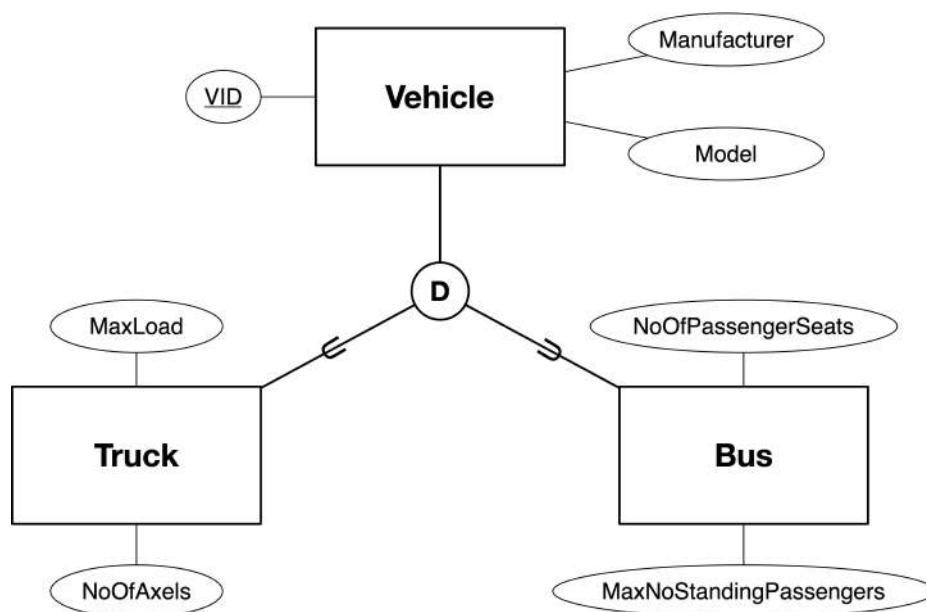 Manufacturer
VID
Vehicle
Model
D
MaxLoad
NoOfPassengerSeats
Truck
Bus
NoOfAxels
MaxNoStandingPassengers